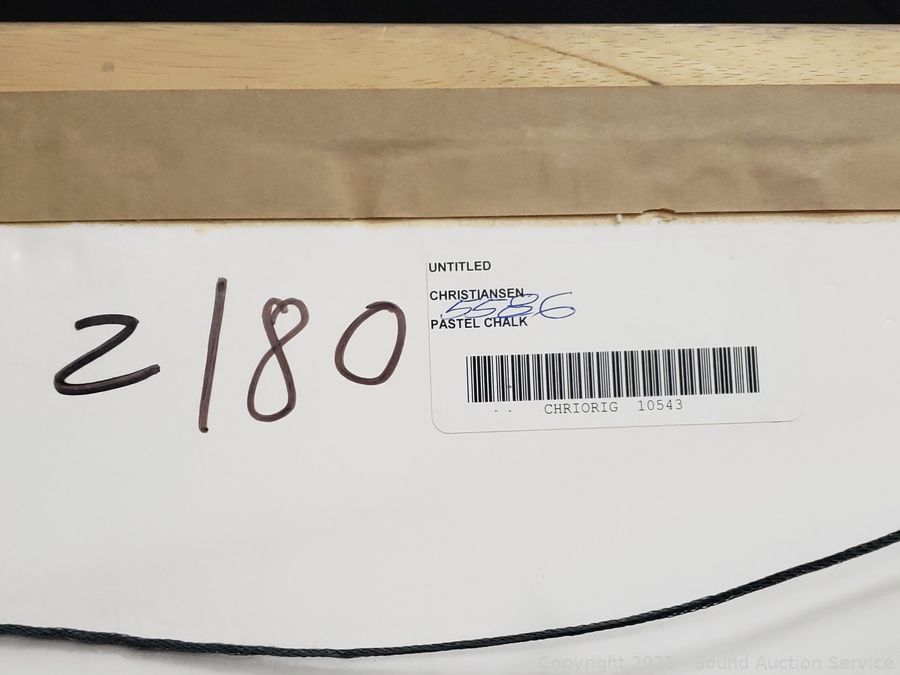 2180
UNTITLED
CHRISTIANSEN
5586
PASTEL CHALK
CHRIORIG 10543
Copyright 2025 - Sound Auction Service